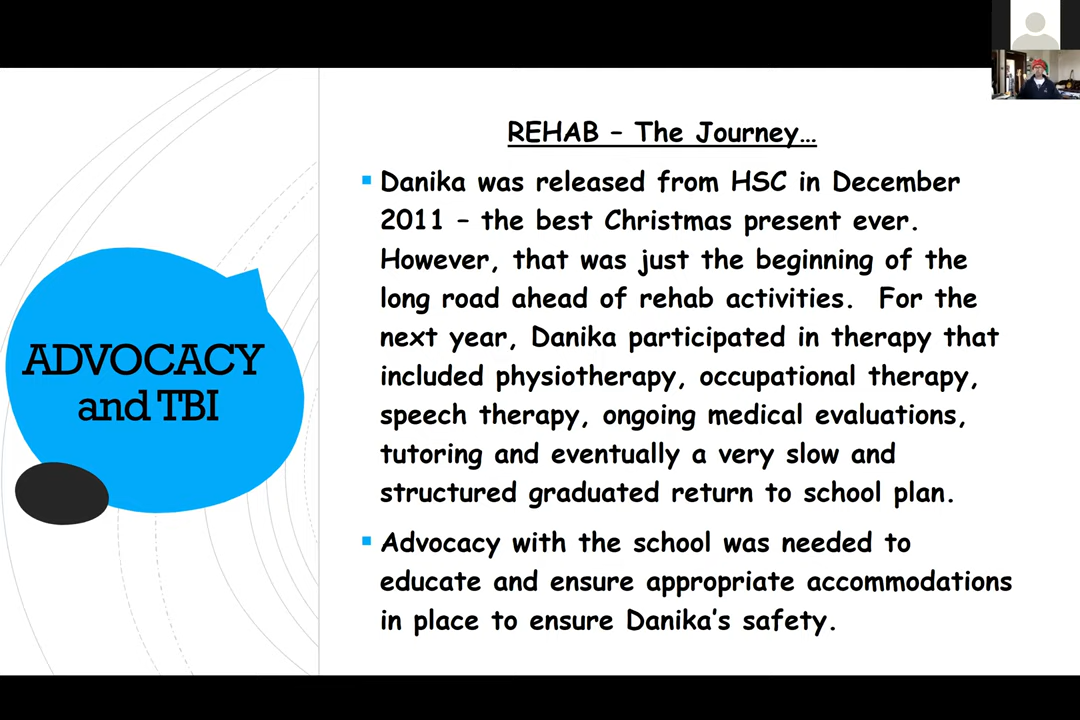 ADVOCACY
and TBI
REHAB – The Journey…
Danika was released from HSC in December
2011 – the best Christmas present ever.
However, that was just the beginning of the
long road ahead of rehab activities.  For the
next year, Danika participated in therapy that
included physiotherapy, occupational therapy,
speech therapy, ongoing medical evaluations,
tutoring and eventually a very slow and
structured graduated return to school plan.
Advocacy with the school was needed to
educate and ensure appropriate accommodations
in place to ensure Danika's safety.